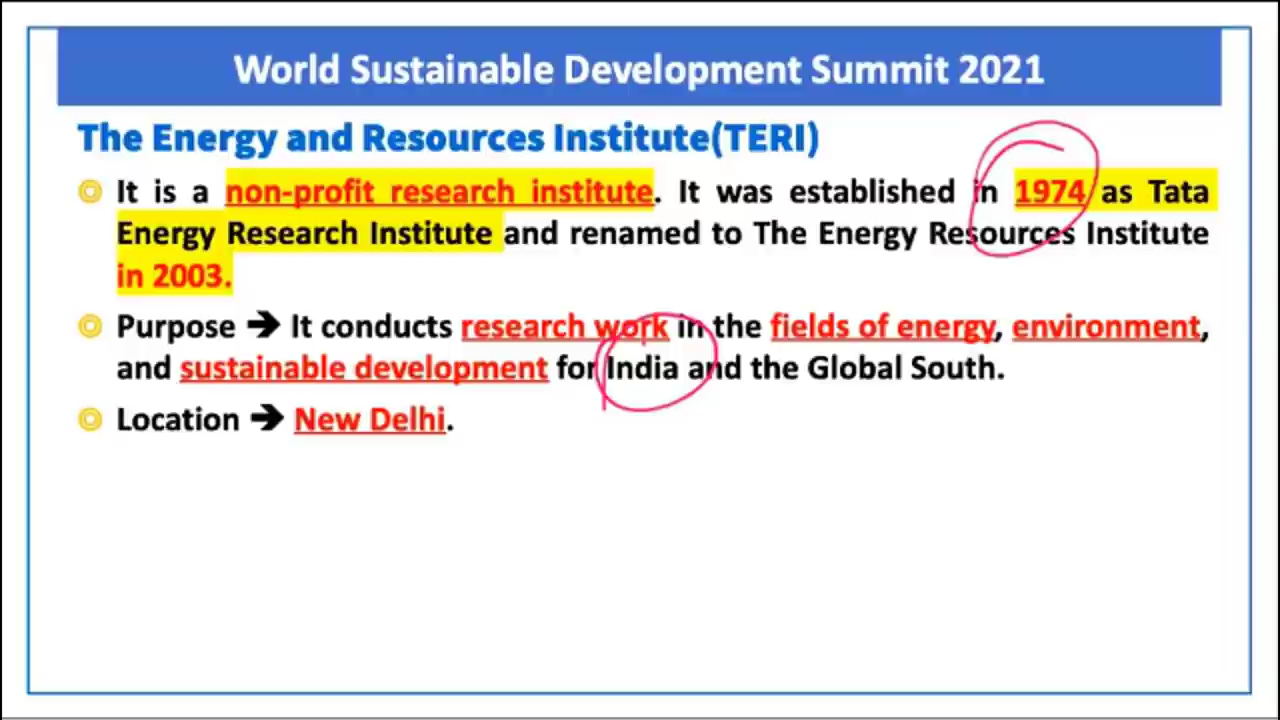 World Sustainable Development Summit 2021
The Energy and Resources Institute(TERI)
It is a non-profit research institute. It was established in 1974 as Tata
Energy Research Institute and renamed to The Energy Resources Institute
in 2003.
Purpose ➔ It conducts research work in the fields of energy, environment,
and sustainable development for India and the Global South.
Location ➔ New Delhi.